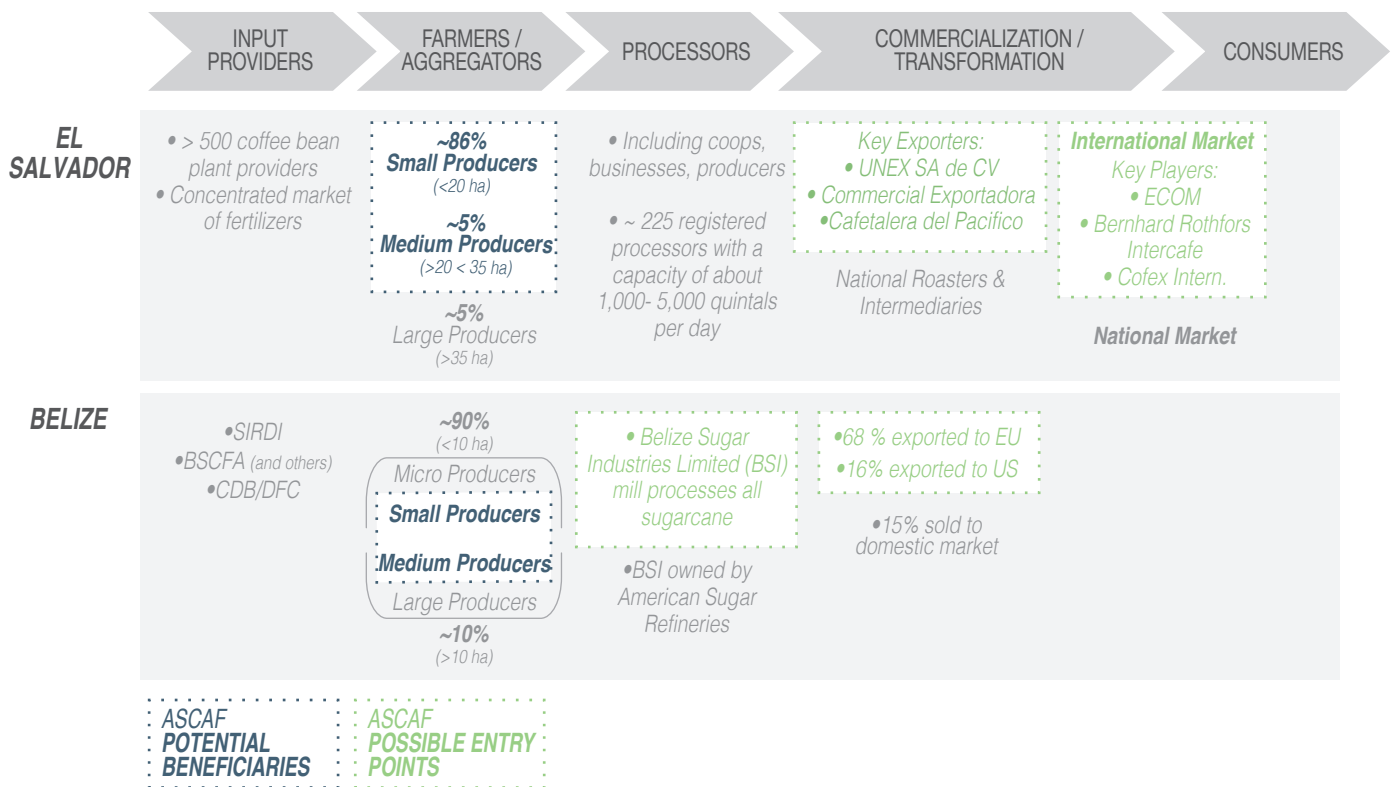 INPUT
PROVIDERS
FARMERS /
AGGREGATORS
PROCESSORS
COMMERCIALIZATION /
TRANSFORMATION
CONSUMERS
EL
SALVADOR
• > 500 coffee bean
plant providers
• Concentrated market
of fertilizers
~86%
Small Producers
(<20 ha)
~5%
Medium Producers
(>20 < 35 ha)
~5%
Large Producers
(>35 ha)
• Including coops,
businesses, producers
• ~ 225 registered
processors with a
capacity of about
1,000- 5,000 quintals
per day
Key Exporters:
• UNEX SA de CV
• Commercial Exportadora
•Cafetalera del Pacifico
National Roasters &
Intermediaries
International Market
Key Players:
• ECOM
• Bernhard Rothfors
Intercafe
• Cofex Intern.
National Market
BELIZE
•SIRDI
•BSCFA (and others)
•CDB/DFC
~90%
(<10 ha)
Micro Producers
Small Producers
Medium Producers
Large Producers
~10%
(>10 ha)
• Belize Sugar
Industries Limited (BSI)
mill processes all
sugarcane
•BSI owned by
American Sugar
Refineries
•68 % exported to EU
•16% exported to US
•15% sold to
domestic market
ASCAF
POTENTIAL
BENEFICIARIES
ASCAF
POSSIBLE ENTRY
POINTS